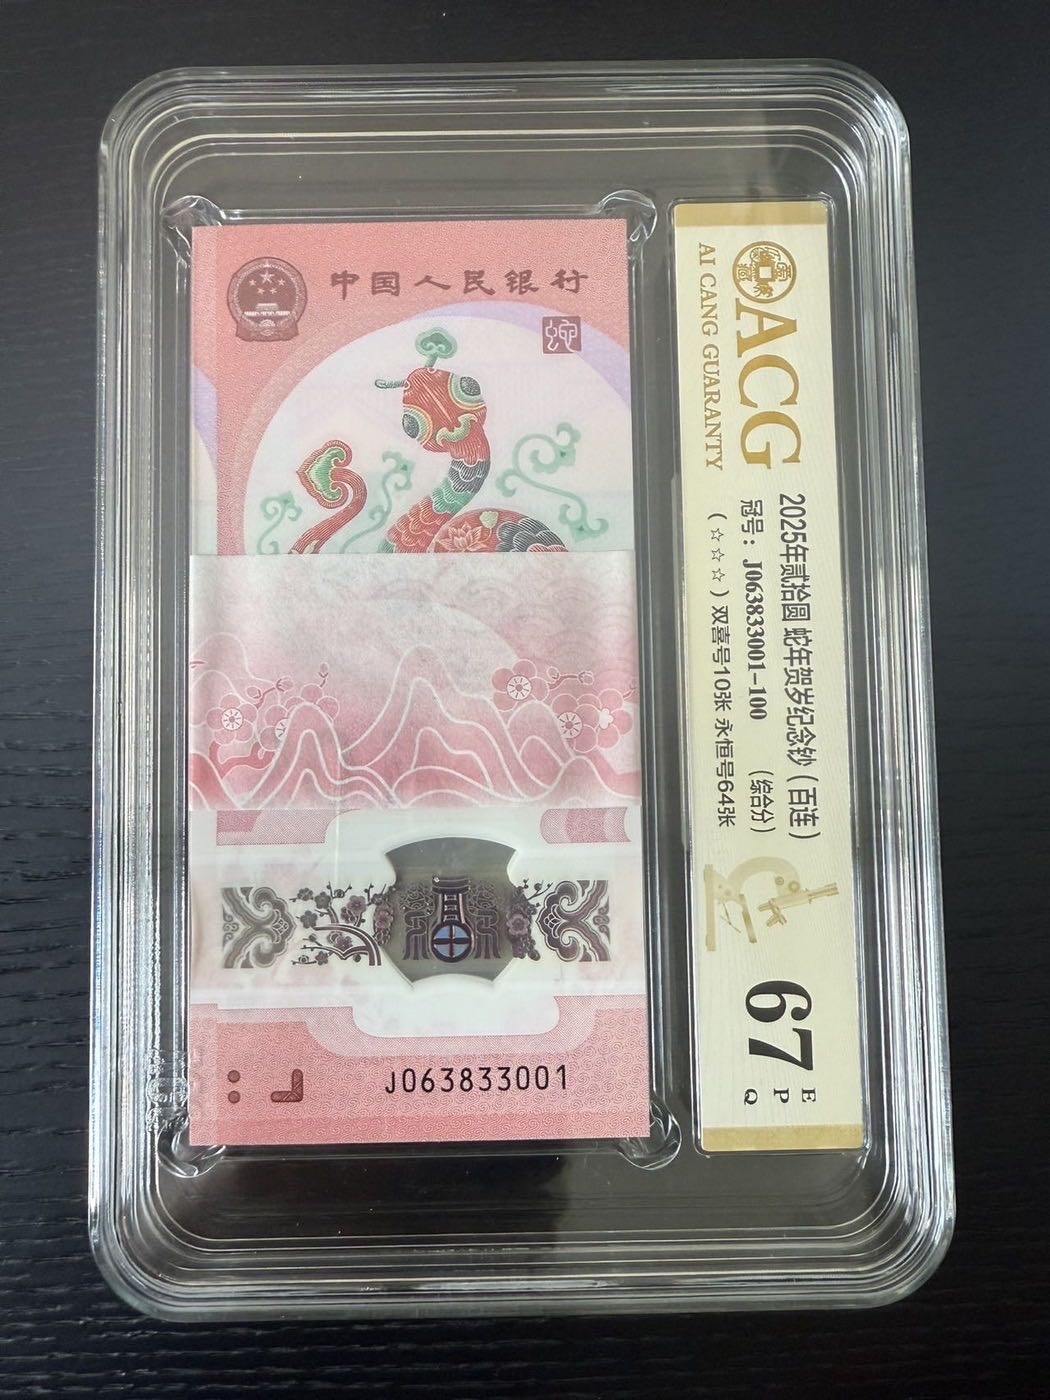 中国人民银行
蛇
J063833001
ACG
AI CANG GUARANTY
2025年贰拾圆 蛇年贺岁纪念钞（百连）
冠号：J063833001-100 （综合分）
（☆☆☆）双喜号10张 永恒号64张
67
E
P
Q